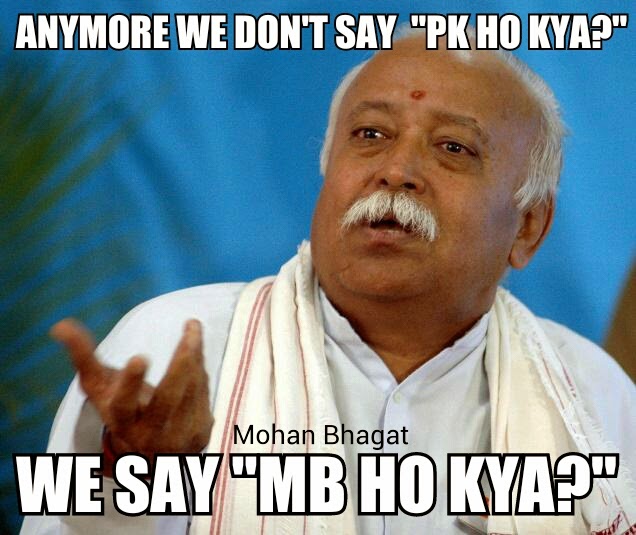 ANYMORE WE DON'T SAY "PK HO KYA?"
Mohan Bhagat
WE SAY "MB HO KYA?"